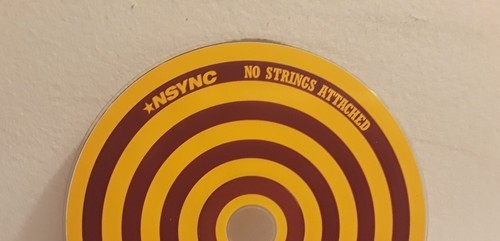 ★NSYNC NO STRINGS ATTACHED